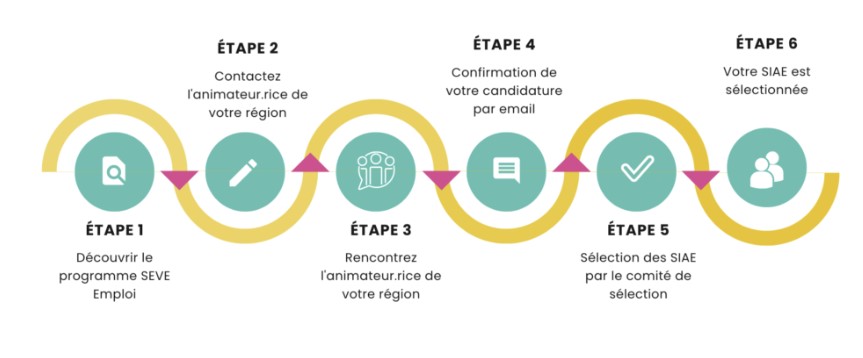 ÉTAPE 1
Découvrir le
programme SEVE
Emploi
ÉTAPE 2
Contactez
l'animateur.rice de
votre région
ÉTAPE 3
Rencontrez
l'animateur.rice de
votre région
ÉTAPE 4
Confirmation de
votre candidature
par email
ÉTAPE 5
Sélection des SIAE
par le comité de
sélection
ÉTAPE 6
Votre SIAE est
sélectionnée